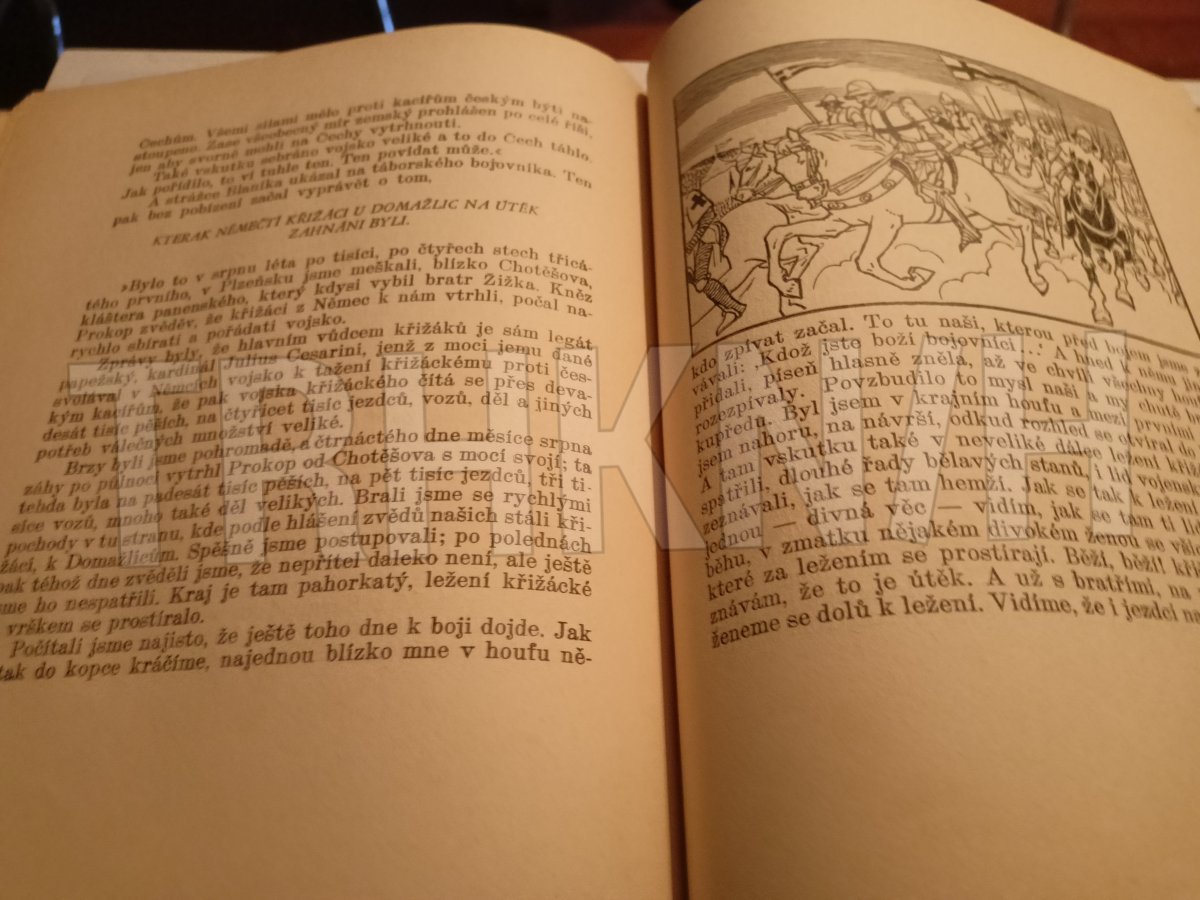 Čechům. Všemi silami mělo proti kacířům českým býti na-
stoupeno. Zase všeobecný mír zemský prohlášen po celé říši,
jen aby svorně mohli na Čechy vytrhnouti.
Také vskutku sebráno vojsko veliké a to do Čech táhlo.
Jak pořídilo, to ví tuhle ten. Ten povídat může.«
A strážce šlaníka ukázal na táborského bojovníka. Ten
pak bez pobízení začal vyprávět o tom,
KTERAK NĚMEČTÍ KŘIŽÁCI U DOMAŽLIC NA ÚTĚK
ZAHNÁNI BYLI.
»Bylo to v srpnu léta po tisící, po čtyřech stech třicá-
tého prvního, v Plzeňsku jsme meškali, blízko Chotěšova,
kláštera panenského, který kdysi vybil bratr Žižka. Kněz
Prokop zvěděv, že křižáci z Němec k nám vtrhli, počal na-
rychlo sbírati a pořádati vojsko.
Zprávy byly, že hlavním vůdcem křižáků je sám legát
papežský, kardinál Julius Cesarini, jenž z moci jemu dané
svolával v Němcích vojsko k tažení křižáckému proti čes-
kým kacířům, že pak vojska křižáckého čítá se přes deva-
desát tisíc pěších, na čtyřicet tisíc jezdců, vozů, děl a jiných
potřeb válečných množství veliké.
Brzy byli jsme pohromadě, a čtrnáctého dne měsíce srpna
záhy po půlnoci vytrhl Prokop od Chotěšova s mocí svojí; ta
tehda byla na padesát tisíc pěších, na pět tisíc jezdců, tři ti-
síce vozů, mnoho také děl velikých. Brali jsme se rychlými
pochody v tu stranu, kde podle hlášení zvědů našich stáli kři-
žáci, k Domažlicům. Spěšně jsme postupovali; po polednách
pak téhož dne zvěděli jsme, že nepřítel daleko není, ale ještě
jsme ho nespatřili. Kraj je tam pahorkatý, ležení křižácké
vrškem se prostíralo.
Počítali jsme najisto, že ještě toho dne k boji dojde. Jak
tak do kopce kráčíme, najednou blízko mne v houfu ně-
kdo zpívat začal. To tu naši, kterou před bojem jsme
vávali: Kdož jste boží bojovníci...' A hned k němu
přidali, píseň hlasně zněla, až ve chvíli všechny
rozezpívaly. Povzbudilo to mysl naši a my chutě
kupředu. Byl jsem v krajním houfu a mezi prvními
jsem nahoru, na návrší, odkud rozhled se otvíral do
A tam vskutku také v neveliké dálce ležení
spatřili, dlouhé řady bělavých stanů, i lid
zeznávali, jak se tam hemží. Jak se tak k ležení
jednou — divná věc — vidím, jak se tam ti
běhu, v zmatku nějakém divokém ženou se
které za ležením se prostírají. Běží, běží!
znávám, že to je útěk. A už s bratřími, na
ženeme se dolů k ležení. Vidíme, že i jezdci